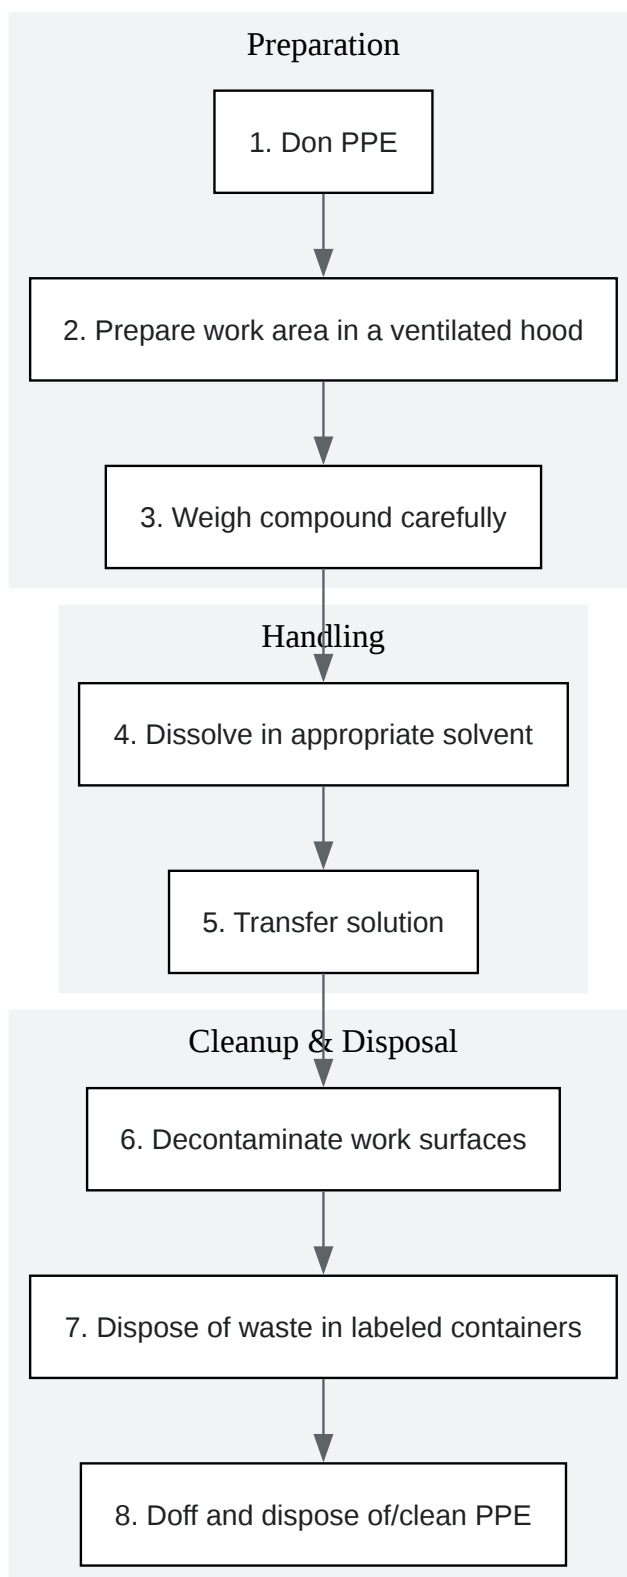 Preparation
1. Don PPE
2. Prepare work area in a ventilated hood
3. Weigh compound carefully
Handling
4. Dissolve in appropriate solvent
5. Transfer solution
Cleanup & Disposal
6. Decontaminate work surfaces
7. Dispose of waste in labeled containers
8. Doff and dispose of/clean PPE